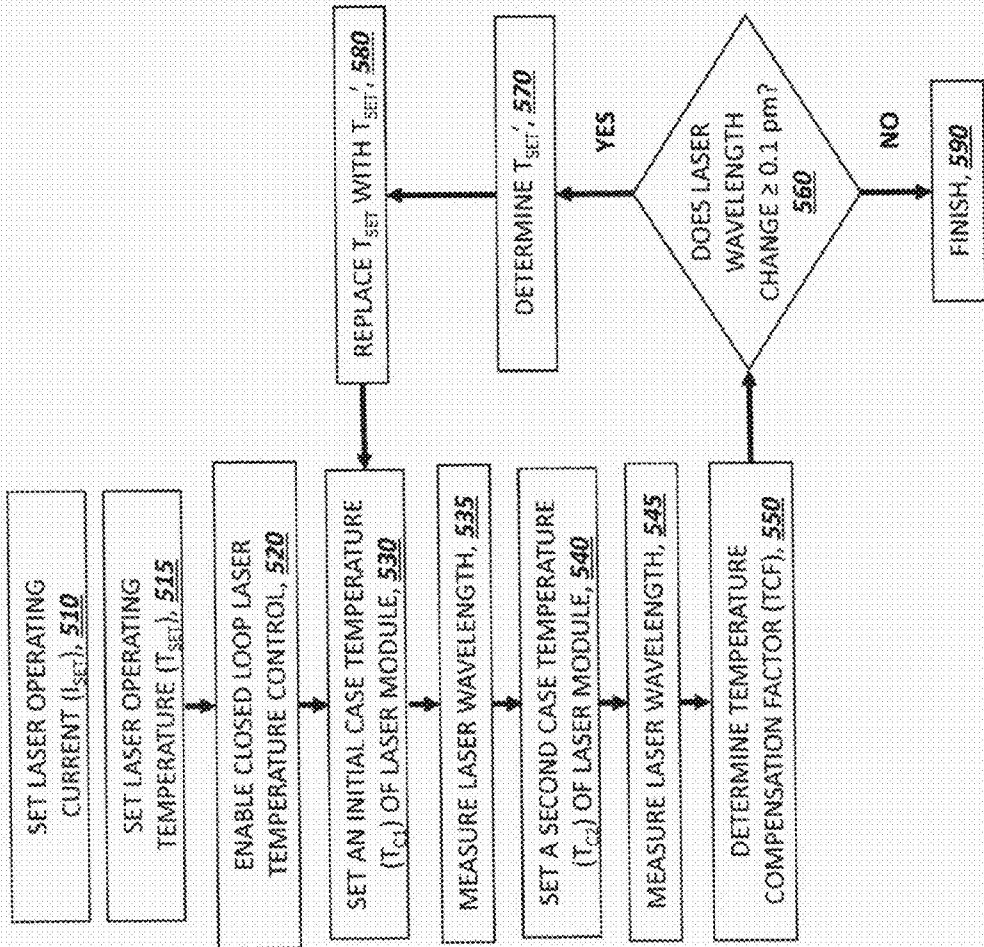 SET LASER OPERATING
CURRENT (I_SET), 510
SET LASER OPERATING
TEMPERATURE (T_SET), 515
ENABLE CLOSED LOOP LASER
TEMPERATURE CONTROL, 520
SET AN INITIAL CASE TEMPERATURE
(T_C1) OF LASER MODULE, 530
MEASURE LASER WAVELENGTH, 535
SET A SECOND CASE TEMPERATURE
(T_C2) OF LASER MODULE, 540
MEASURE LASER WAVELENGTH, 545
DETERMINE TEMPERATURE
COMPENSATION FACTOR (TCF), 550
DOES LASER
WAVELENGTH
CHANGE ≥ 0.1 pm?
560
YES
DETERMINE T_SET', 570
REPLACE T_SET WITH T_SET', 580
NO
FINISH, 590